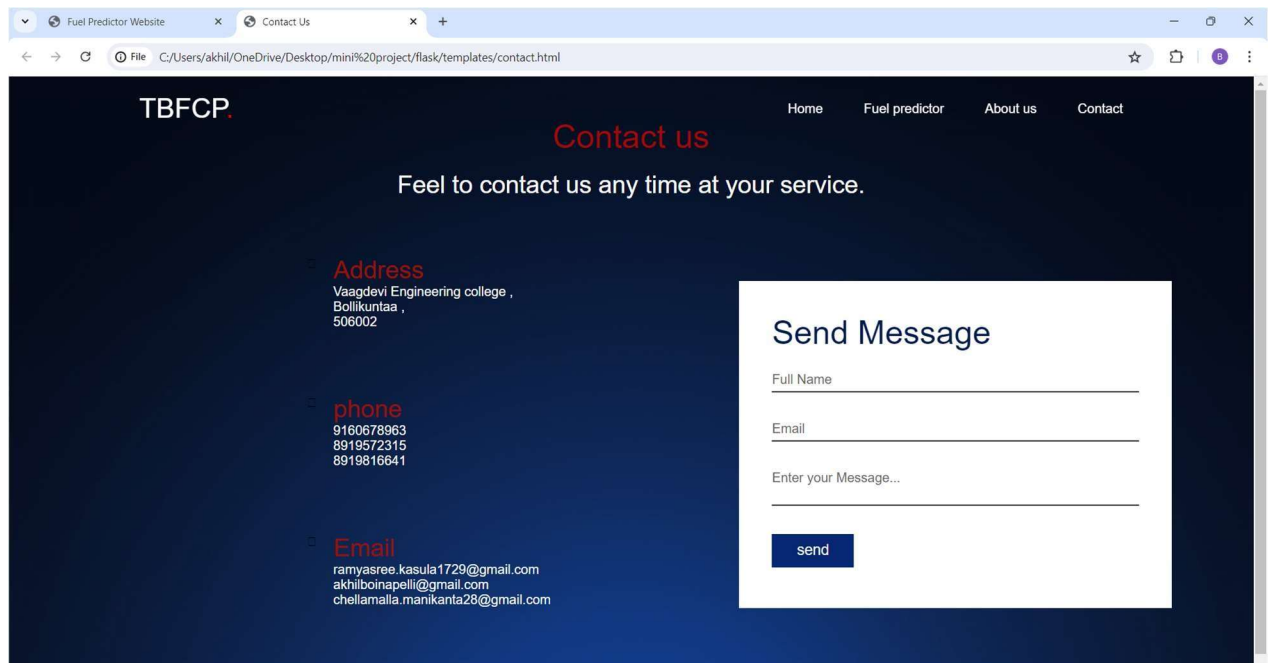 Fuel Predictor Website
Contact Us
File C:/Users/akhil/OneDrive/Desktop/mini%20project/flask/templates/contact.html
B
TBFCP.
Home Fuel predictor About us Contact
Contact us
Feel to contact us any time at your service.
Address
Vaagdevi Engineering college ,
Bollikuntaa ,
506002
phone
9160678963
8919572315
8919816641
Email
ramyasree.kasula1729@gmail.com
akhilboinapelli@gmail.com
chellamalla.manikanta28@gmail.com
Send Message
Full Name
Email
Enter your Message...
send